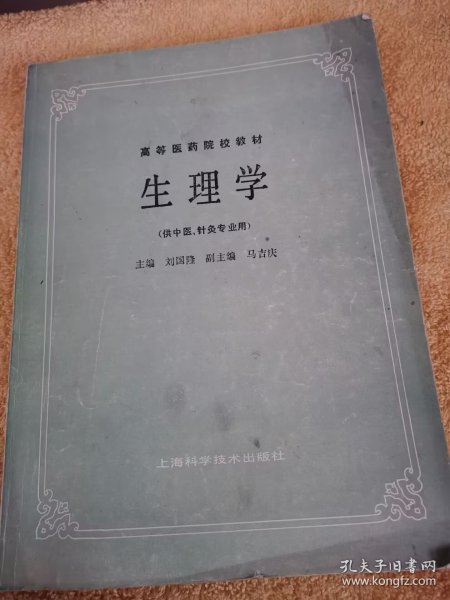 高等医药院校教材
生理学
(供中医、针灸专业用)
主编 刘国隆 副主编 马吉庆
上海科学技术出版社
孔夫子旧书网
www.kongfz.com